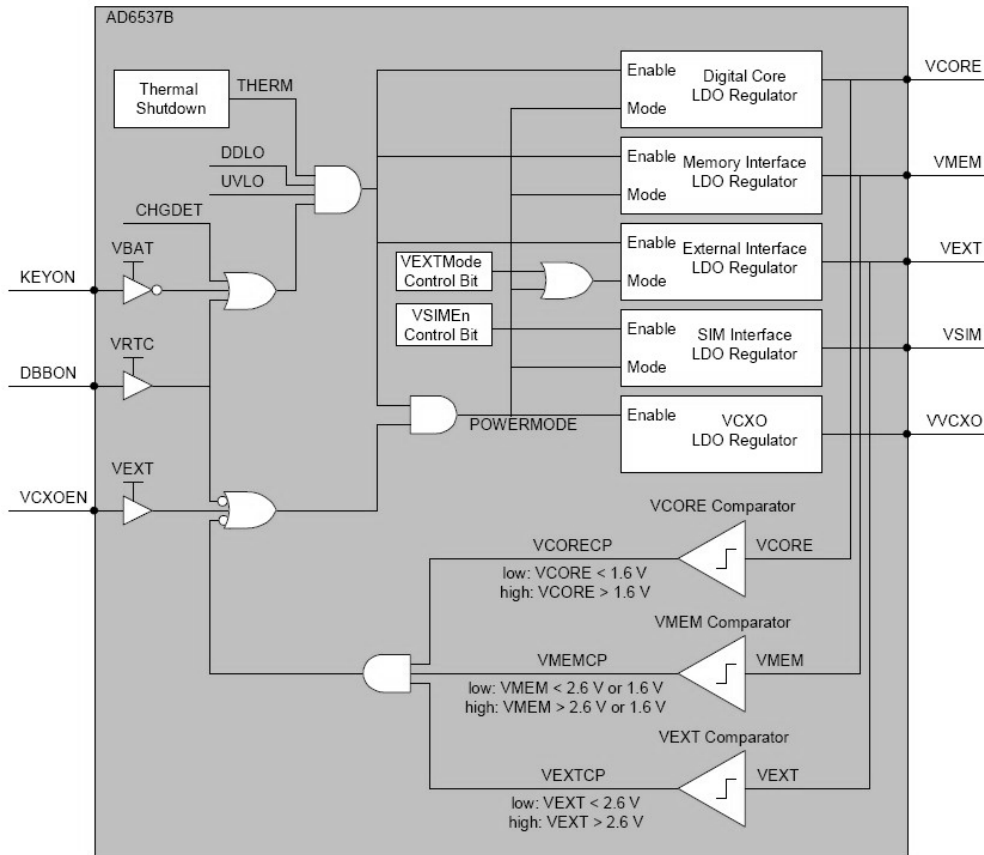 AD6537B
Thermal
Shutdown
THERM
DDLO
UVLO
CHGDET
VBAT
KEYON
VRTC
DBBON
VEXT
VCXOEN
VEXTMode
Control Bit
VSIMEn
Control Bit
POWERMODE
Enable
Mode
Digital Core
LDO Regulator
VCORE
Enable
Mode
Memory Interface
LDO Regulator
VMEM
Enable
Mode
External Interface
LDO Regulator
VEXT
Enable
Mode
SIM Interface
LDO Regulator
VSIM
Enable
VCXO
LDO Regulator
VVCXO
VCORE Comparator
VCORECP
VCORE
low: VCORE < 1.6 V
high: VCORE > 1.6 V
VMEM Comparator
VMEMCP
VMEM
low: VMEM < 2.6 V or 1.6 V
high: VMEM > 2.6 V or 1.6 V
VEXT Comparator
VEXTCP
VEXT
low: VEXT < 2.6 V
high: VEXT > 2.6 V